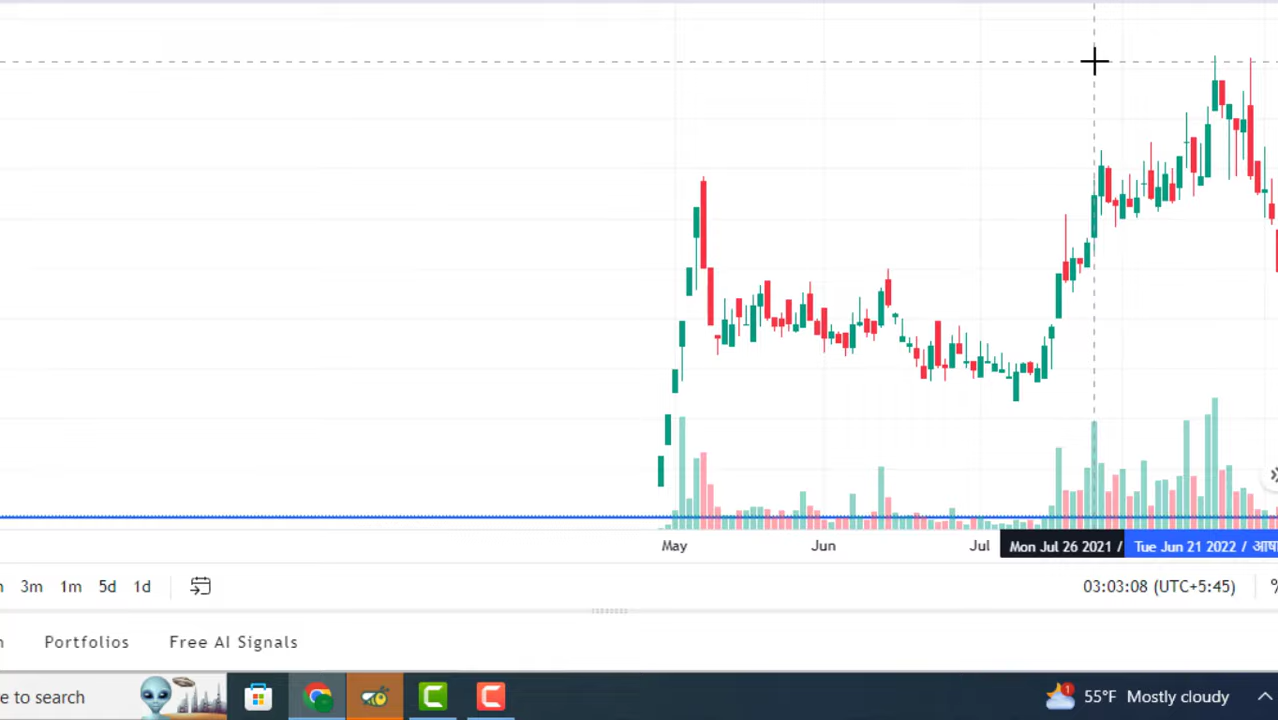 May Jun Jul Mon Jul 26 2021 / Tue Jun 21 2022 /
3m 1m 5d 1d 03:03:08 (UTC+5:45) %
Portfolios Free AI Signals
e to search 1 55°F Mostly cloudy